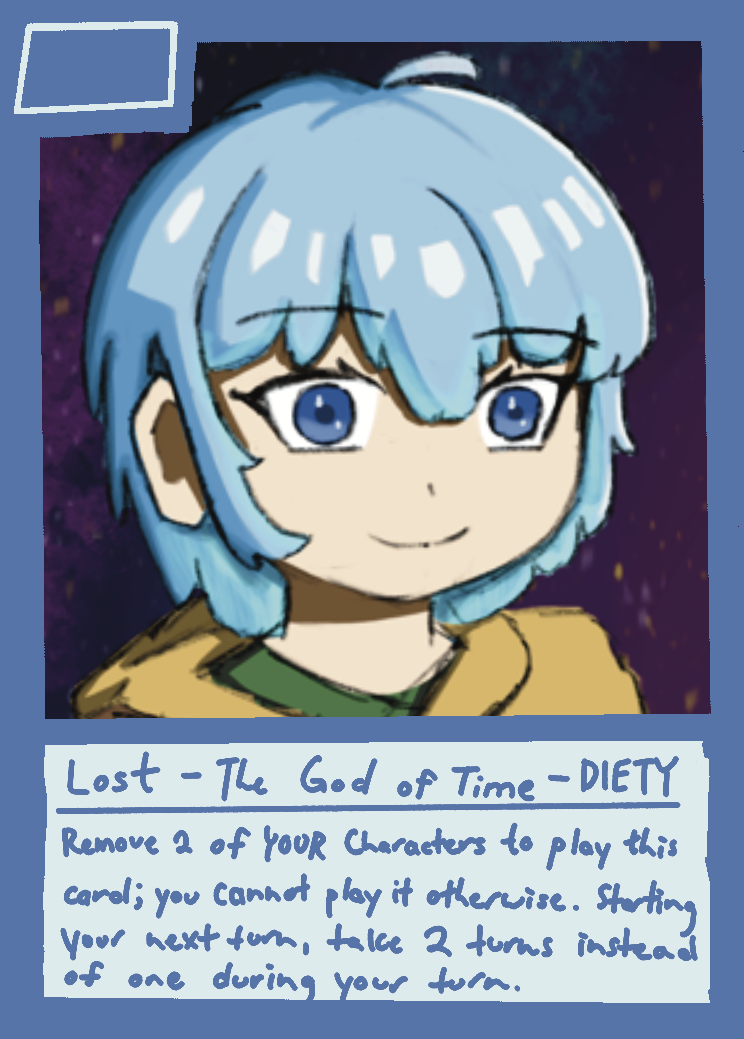 Lost - The God of Time - DIETY
Remove 2 of YOUR Characters to play this
card; you cannot play it otherwise. Starting
your next turn, take 2 turns instead
of one during your turn.